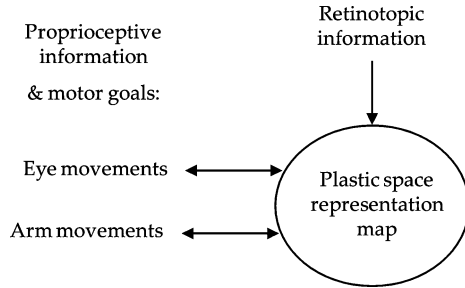 Proprioceptive
information
& motor goals:
Retinotopic
information
Eye movements
Arm movements
Plastic space
representation
map